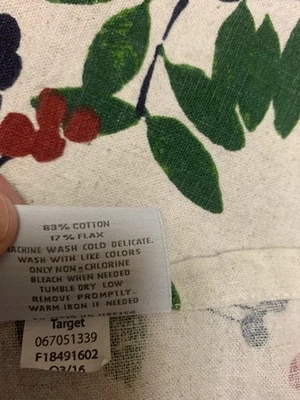 83% COTTON
17% FLAX
MACHINE WASH COLD DELICATE.
WASH WITH LIKE COLORS
ONLY NON-CHLORINE
BLEACH WHEN NEEDED
TUMBLE DRY LOW
REMOVE PROMPTLY.
WARM IRON IF NEEDED
Target
067051339
F18491602
Q3/16